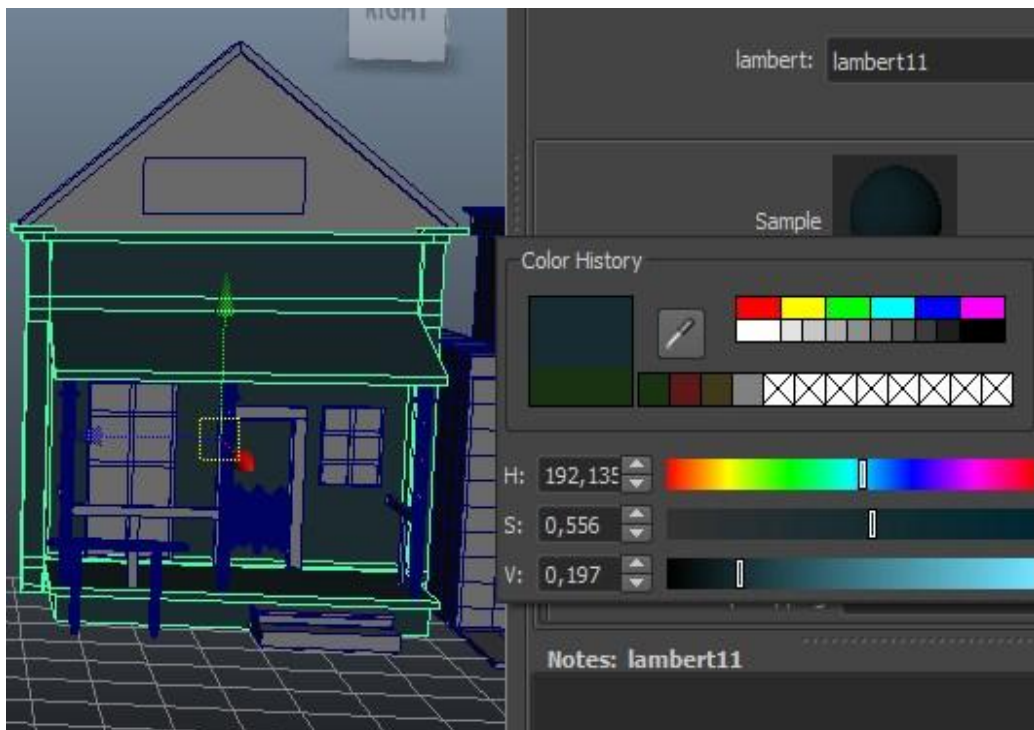 RIGHT
lambert: lambert11
Sample
Color History
H: 192,135
S: 0,556
V: 0,197
Notes: lambert11